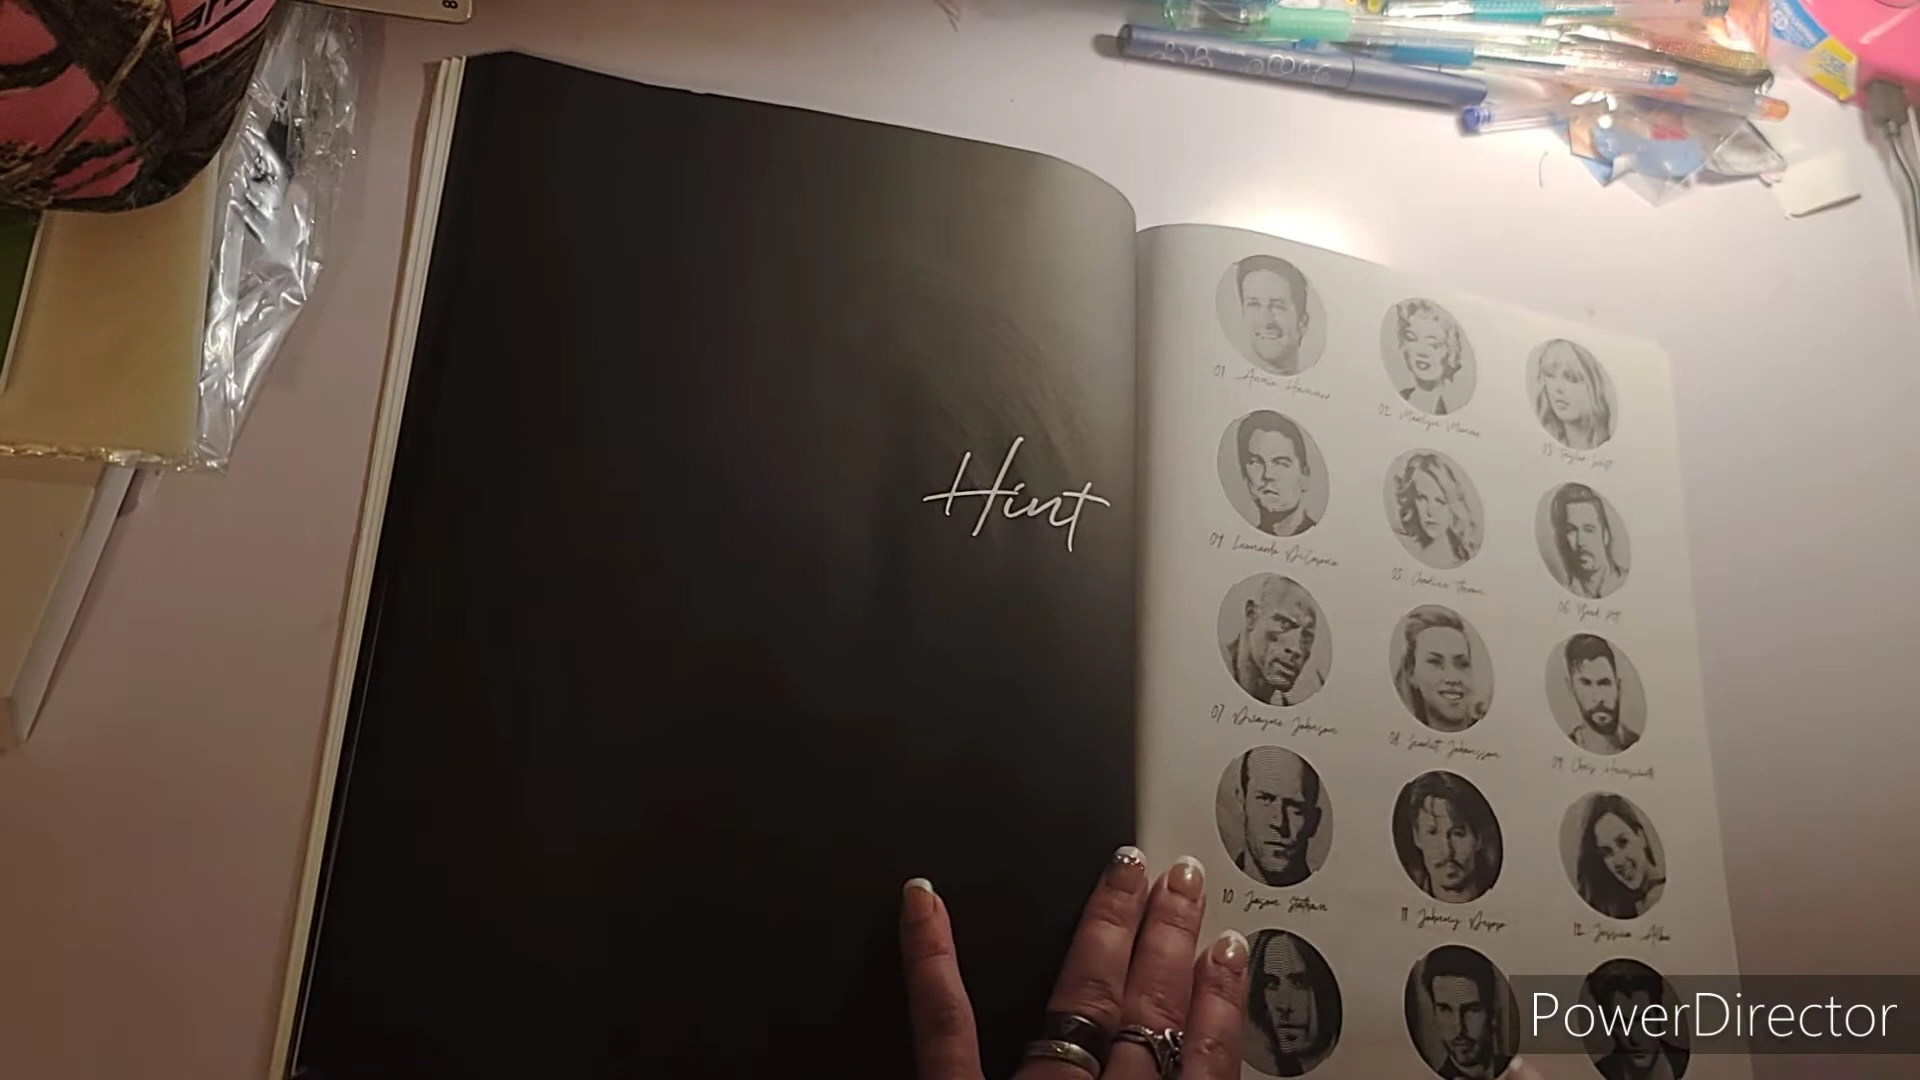 8
Hint
01 Armie Hammer
02 Marilyn Monroe
03 Taylor Swift
04 Leonardo DiCaprio
05 Charlize Theron
06 Brad Pitt
07 Dwayne Johnson
08 Scarlett Johansson
09 Chris Hemsworth
10 Jason Statham
11 Johnny Depp
12 Jessica Alba
PowerDirector